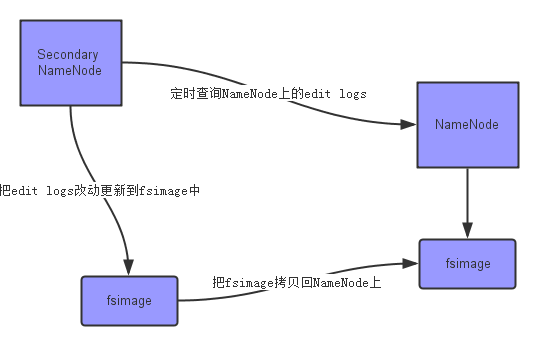 Secondary
NameNode
定时查询NameNode上的edit logs
NameNode
把edit logs改动更新到fsimage中
fsimage
fsimage
把fsimage拷贝回NameNode上